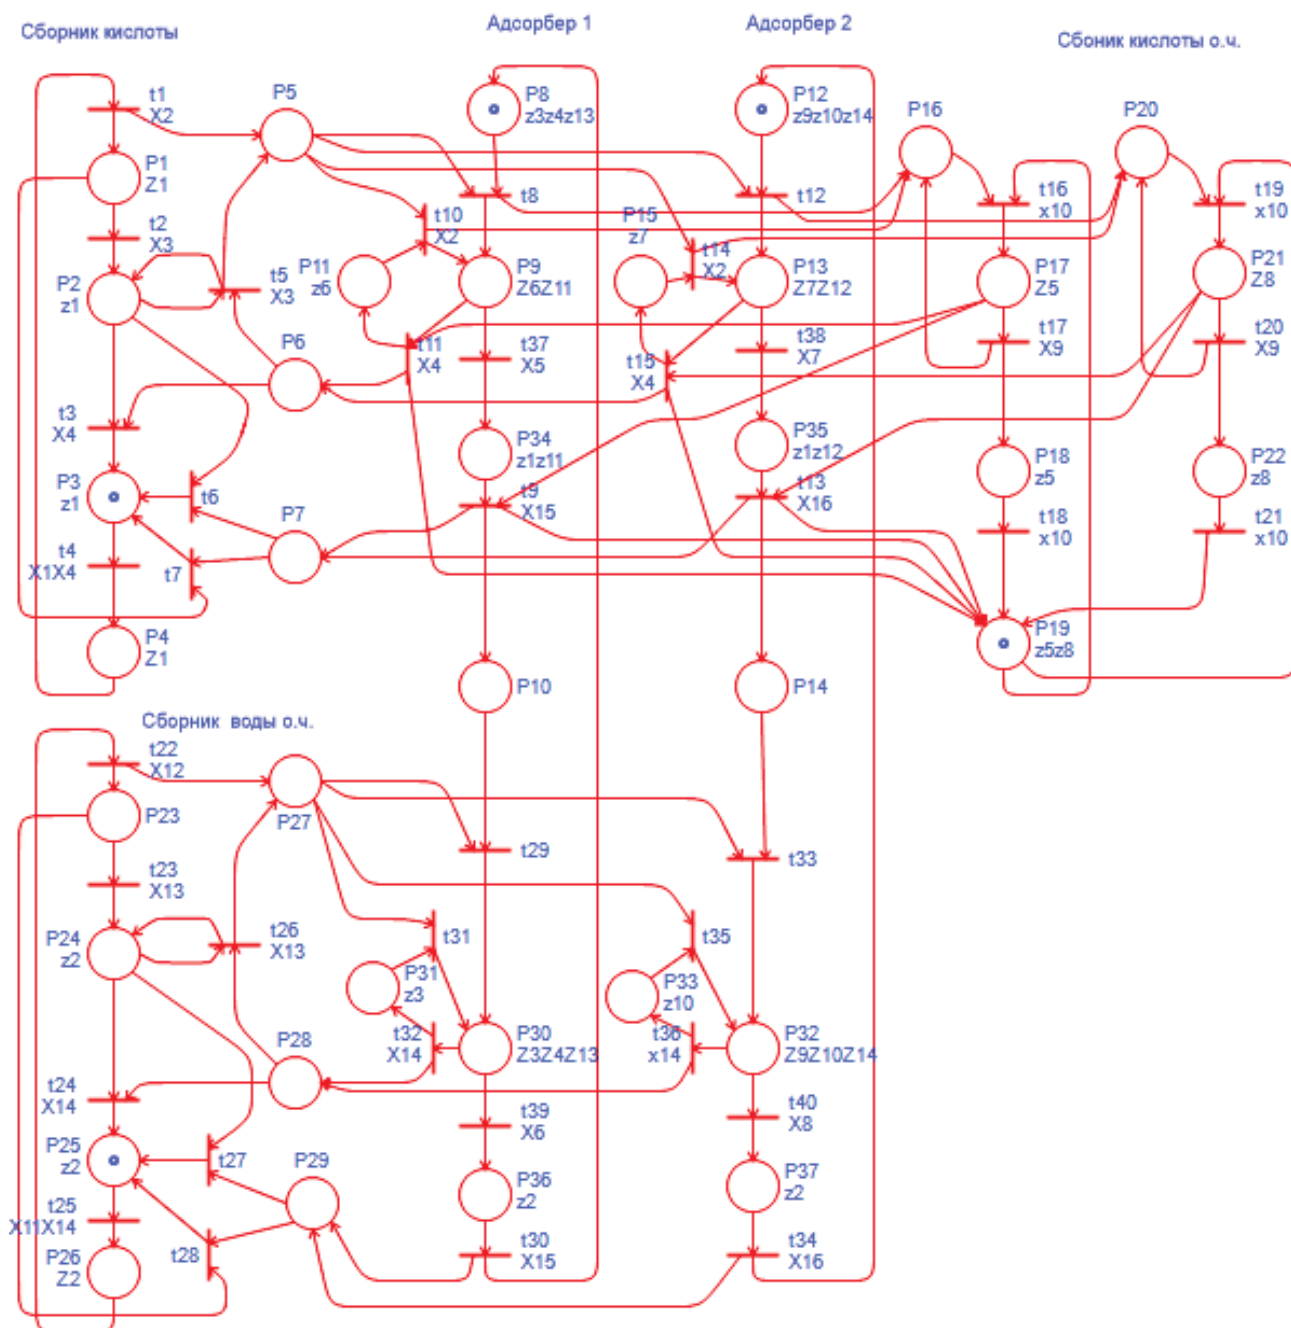 Сборник кислоты
Адсорбер 1
Адсорбер 2
Сбоник кислоты о.ч.
t1
X2
P5
P8
z3z4z13
P12
z9z10z14
P16
P20
P1
Z1
t8
t12
t16
x10
t19
x10
t2
X3
t10
X2
P15
z7
t14
X2
P2
z1
t5
X3
P11
z6
P9
Z6Z11
P13
Z7Z12
P17
Z5
P21
Z8
P6
t11
X4
t37
X5
t15
X4
t38
X7
t17
X9
t20
X9
t3
X4
P34
z1z11
P35
z1z12
P18
z5
P22
z8
P3
z1
t6
P7
t9
X15
t13
X16
t18
x10
t21
x10
t4
X1X4
t7
P4
Z1
P19
z5z8
P10
P14
Сборник воды о.ч.
t22
X12
P23
P27
t29
t33
t23
X13
P24
z2
t26
X13
t31
t35
P31
z3
P33
z10
P28
t32
X14
P30
Z3Z4Z13
t36
x14
P32
Z9Z10Z14
t24
X14
t39
X6
t40
X8
P25
z2
t27
P29
P36
z2
P37
z2
t25
X11X14
t28
P26
Z2
t30
X15
t34
X16